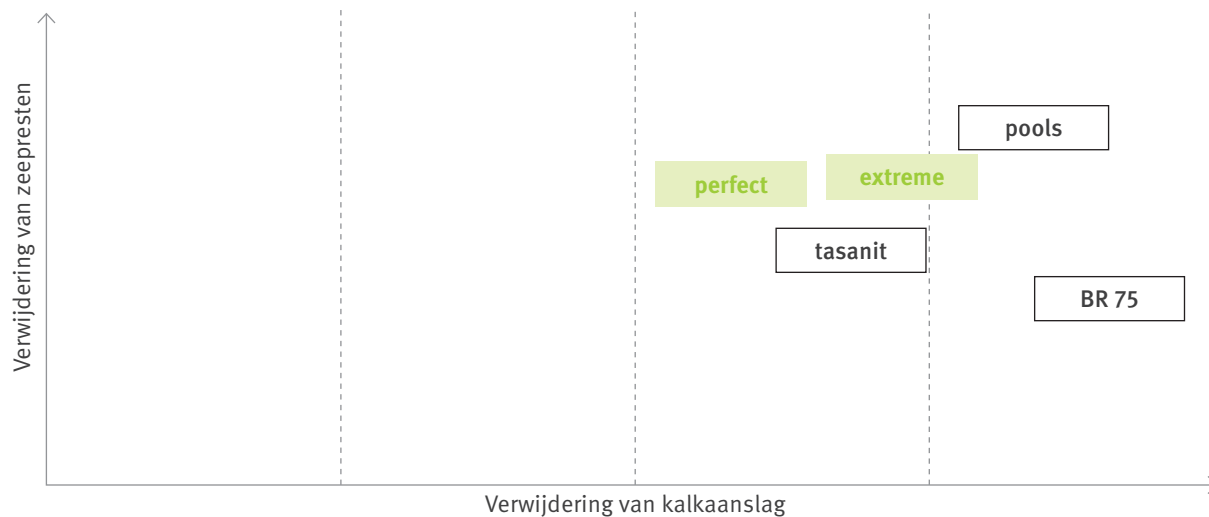 Verwijdering van zeepresten
pools
perfect
extreme
tasanit
BR 75
Verwijdering van kalkaanslag